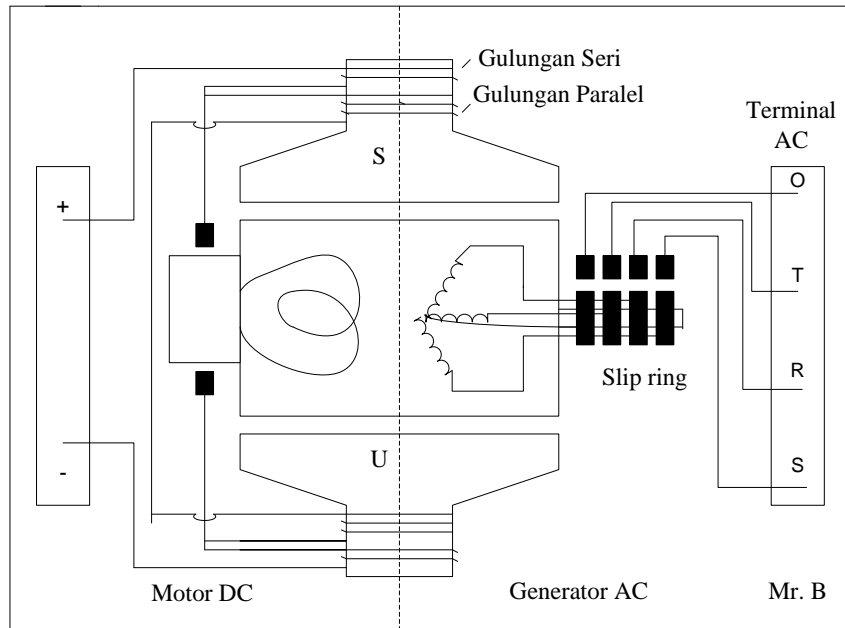 Gulungan Seri
Gulungan Paralel
Terminal
AC
S
O
+
T
Slip ring
R
U
-
S
Motor DC
Generator AC
Mr. B